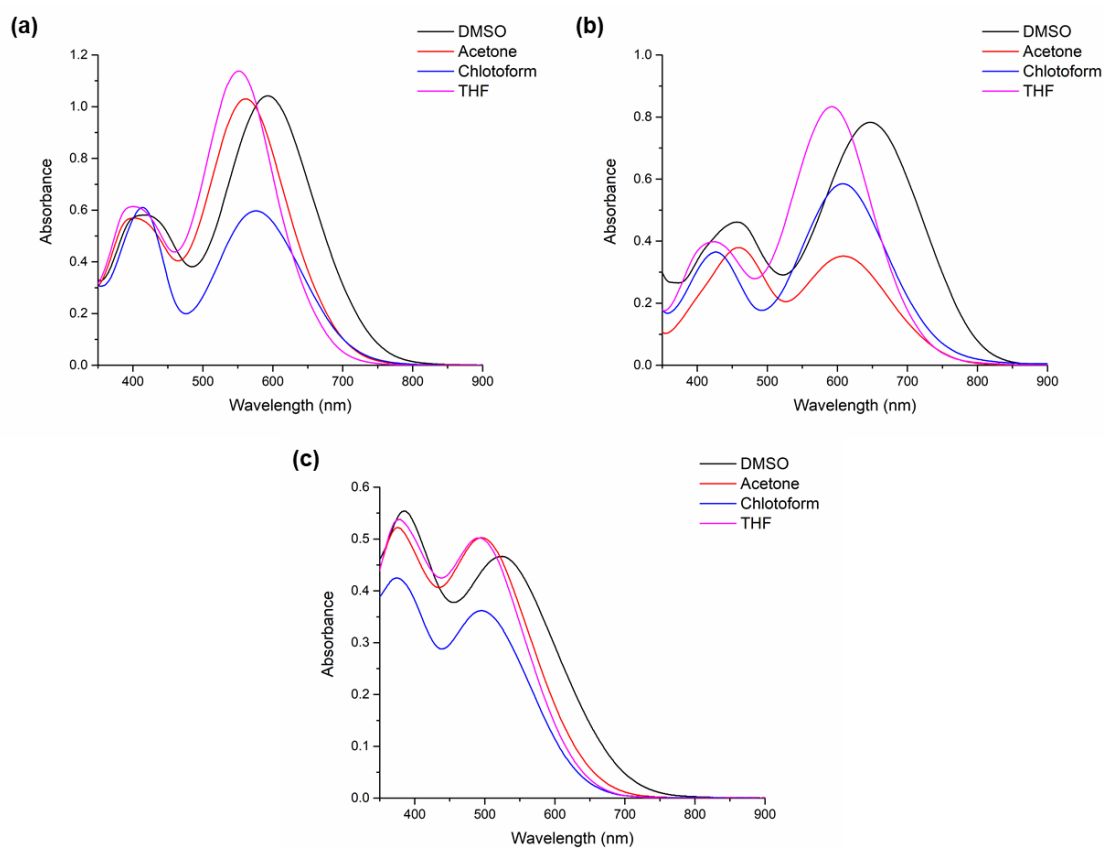 (a)
DMSO
Acetone
Chlotoform
THF
1.2
1.0
0.8
0.6
0.4
0.2
0.0
Absorbance
400 500 600 700 800 900
Wavelength (nm)
(b)
DMSO
Acetone
Chlotoform
THF
1.0
0.8
0.6
0.4
0.2
0.0
Absorbance
400 500 600 700 800 900
Wavelength (nm)
(c)
DMSO
Acetone
Chlotoform
THF
0.6
0.5
0.4
0.3
0.2
0.1
0.0
Absorbance
400 500 600 700 800 900
Wavelength (nm)